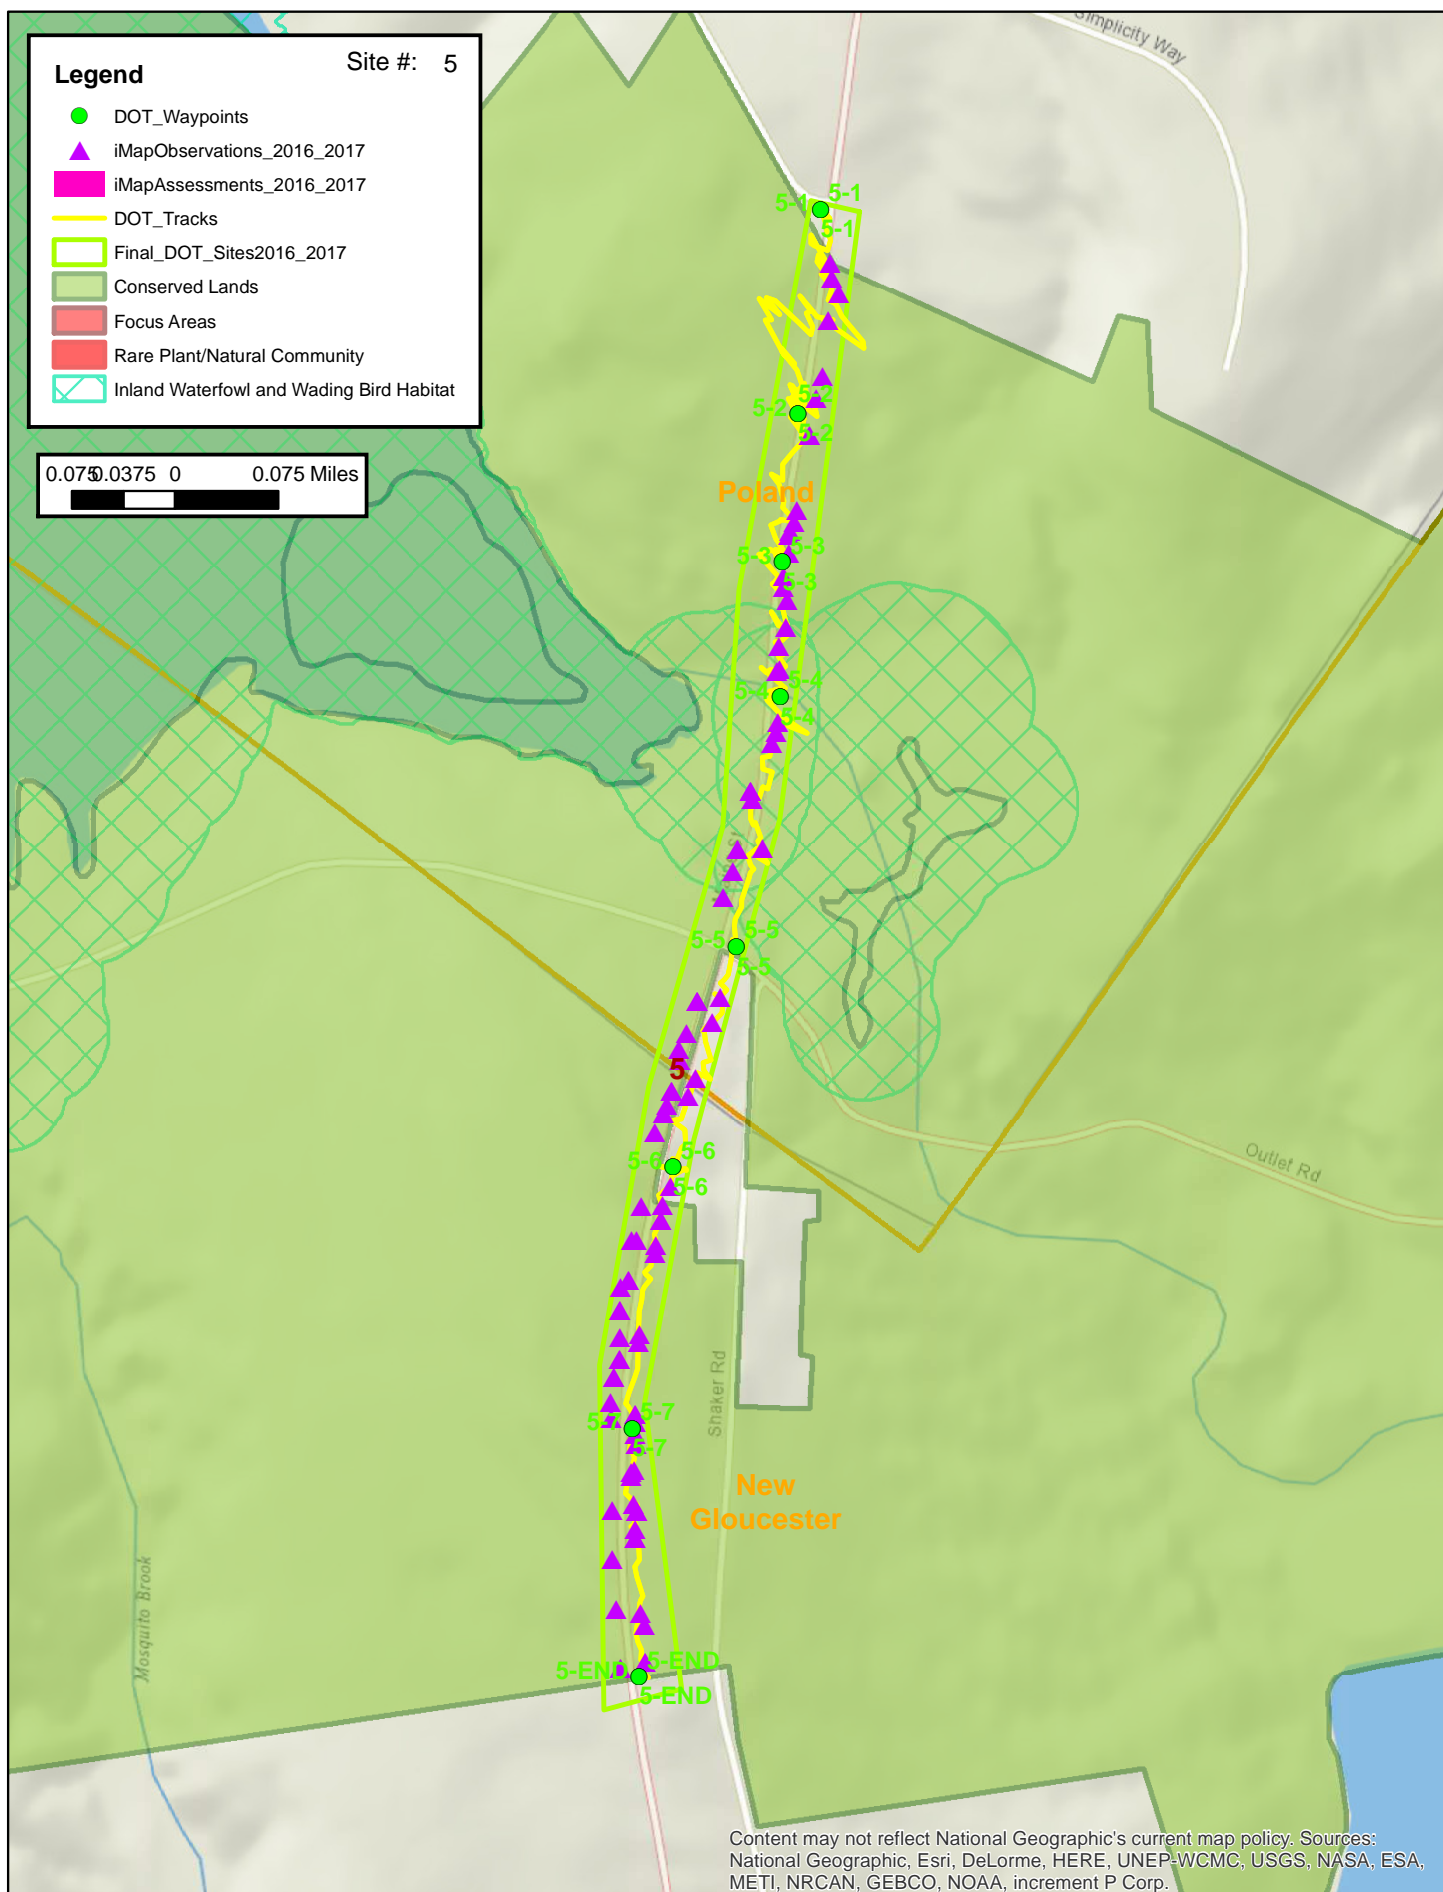 Simplicity Way
Legend
Site #: 5
DOT_Waypoints
iMapObservations_2016_2017
iMapAssessments_2016_2017
DOT_Tracks
Final_DOT_Sites2016_2017
Conserved Lands
Focus Areas
Rare Plant/Natural Community
Inland Waterfowl and Wading Bird Habitat
0.075 0.0375 0 0.075 Miles
5-1
5-1
5-1
5-2
5-2
5-2
Poland
5-3
5-3
5-3
5-4
5-4
5-4
5-5
5-5
5-5
5
5-6
5-6
5-6
Outlet Rd
Shaker Rd
5-7
5-7
5-7
New
Gloucester
Mosquito Brook
5-END
5-END
5-END
Content may not reflect National Geographic's current map policy. Sources:
National Geographic, Esri, DeLorme, HERE, UNEP-WCMC, USGS, NASA, ESA,
METI, NRCAN, GEBCO, NOAA, increment P Corp.